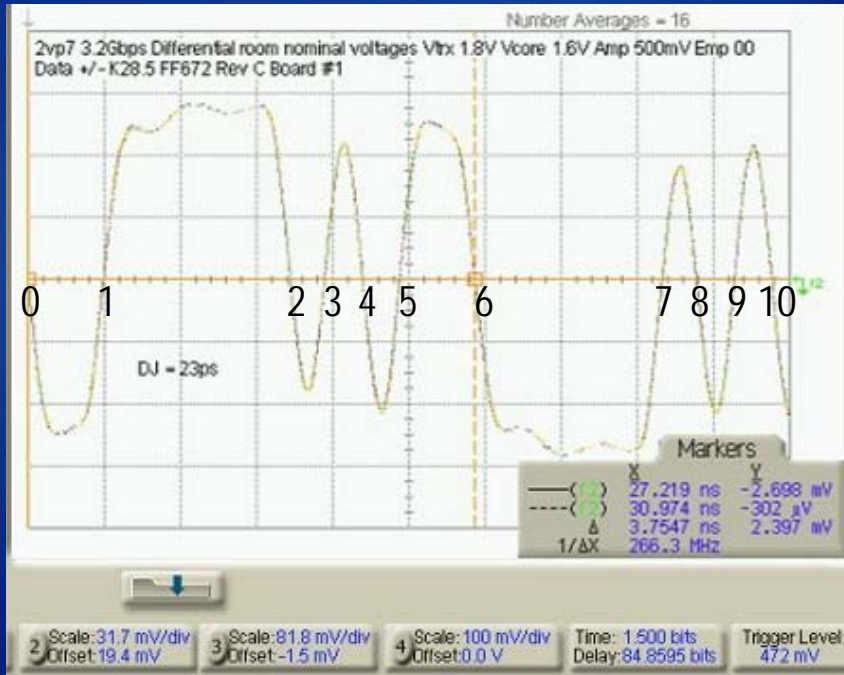 Number Averages = 16
2vp7 3.2Gbps Differential room nominal voltages Vtrx 1.8V Vcore 1.6V Amp 500mV Emp 00
Data +/- K28.5 FF672 Rev C Board #1
0 1 2 3 4 5 6 7 8 9 10
DJ = 23ps
Markers
X Y
(f2) 27.219 ns -2.698 mV
(f2) 30.974 ns -302 µV
Δ 3.7547 ns 2.397 mV
1/ΔX 266.3 MHz
2 Scale:31.7 mV/div 3 Scale:81.8 mV/div 4 Scale:100 mV/div Time: 1.500 bits Trigger Level
Offset:19.4 mV Offset:-1.5 mV Offset:0.0 V Delay:84.8595 bits 472 mV